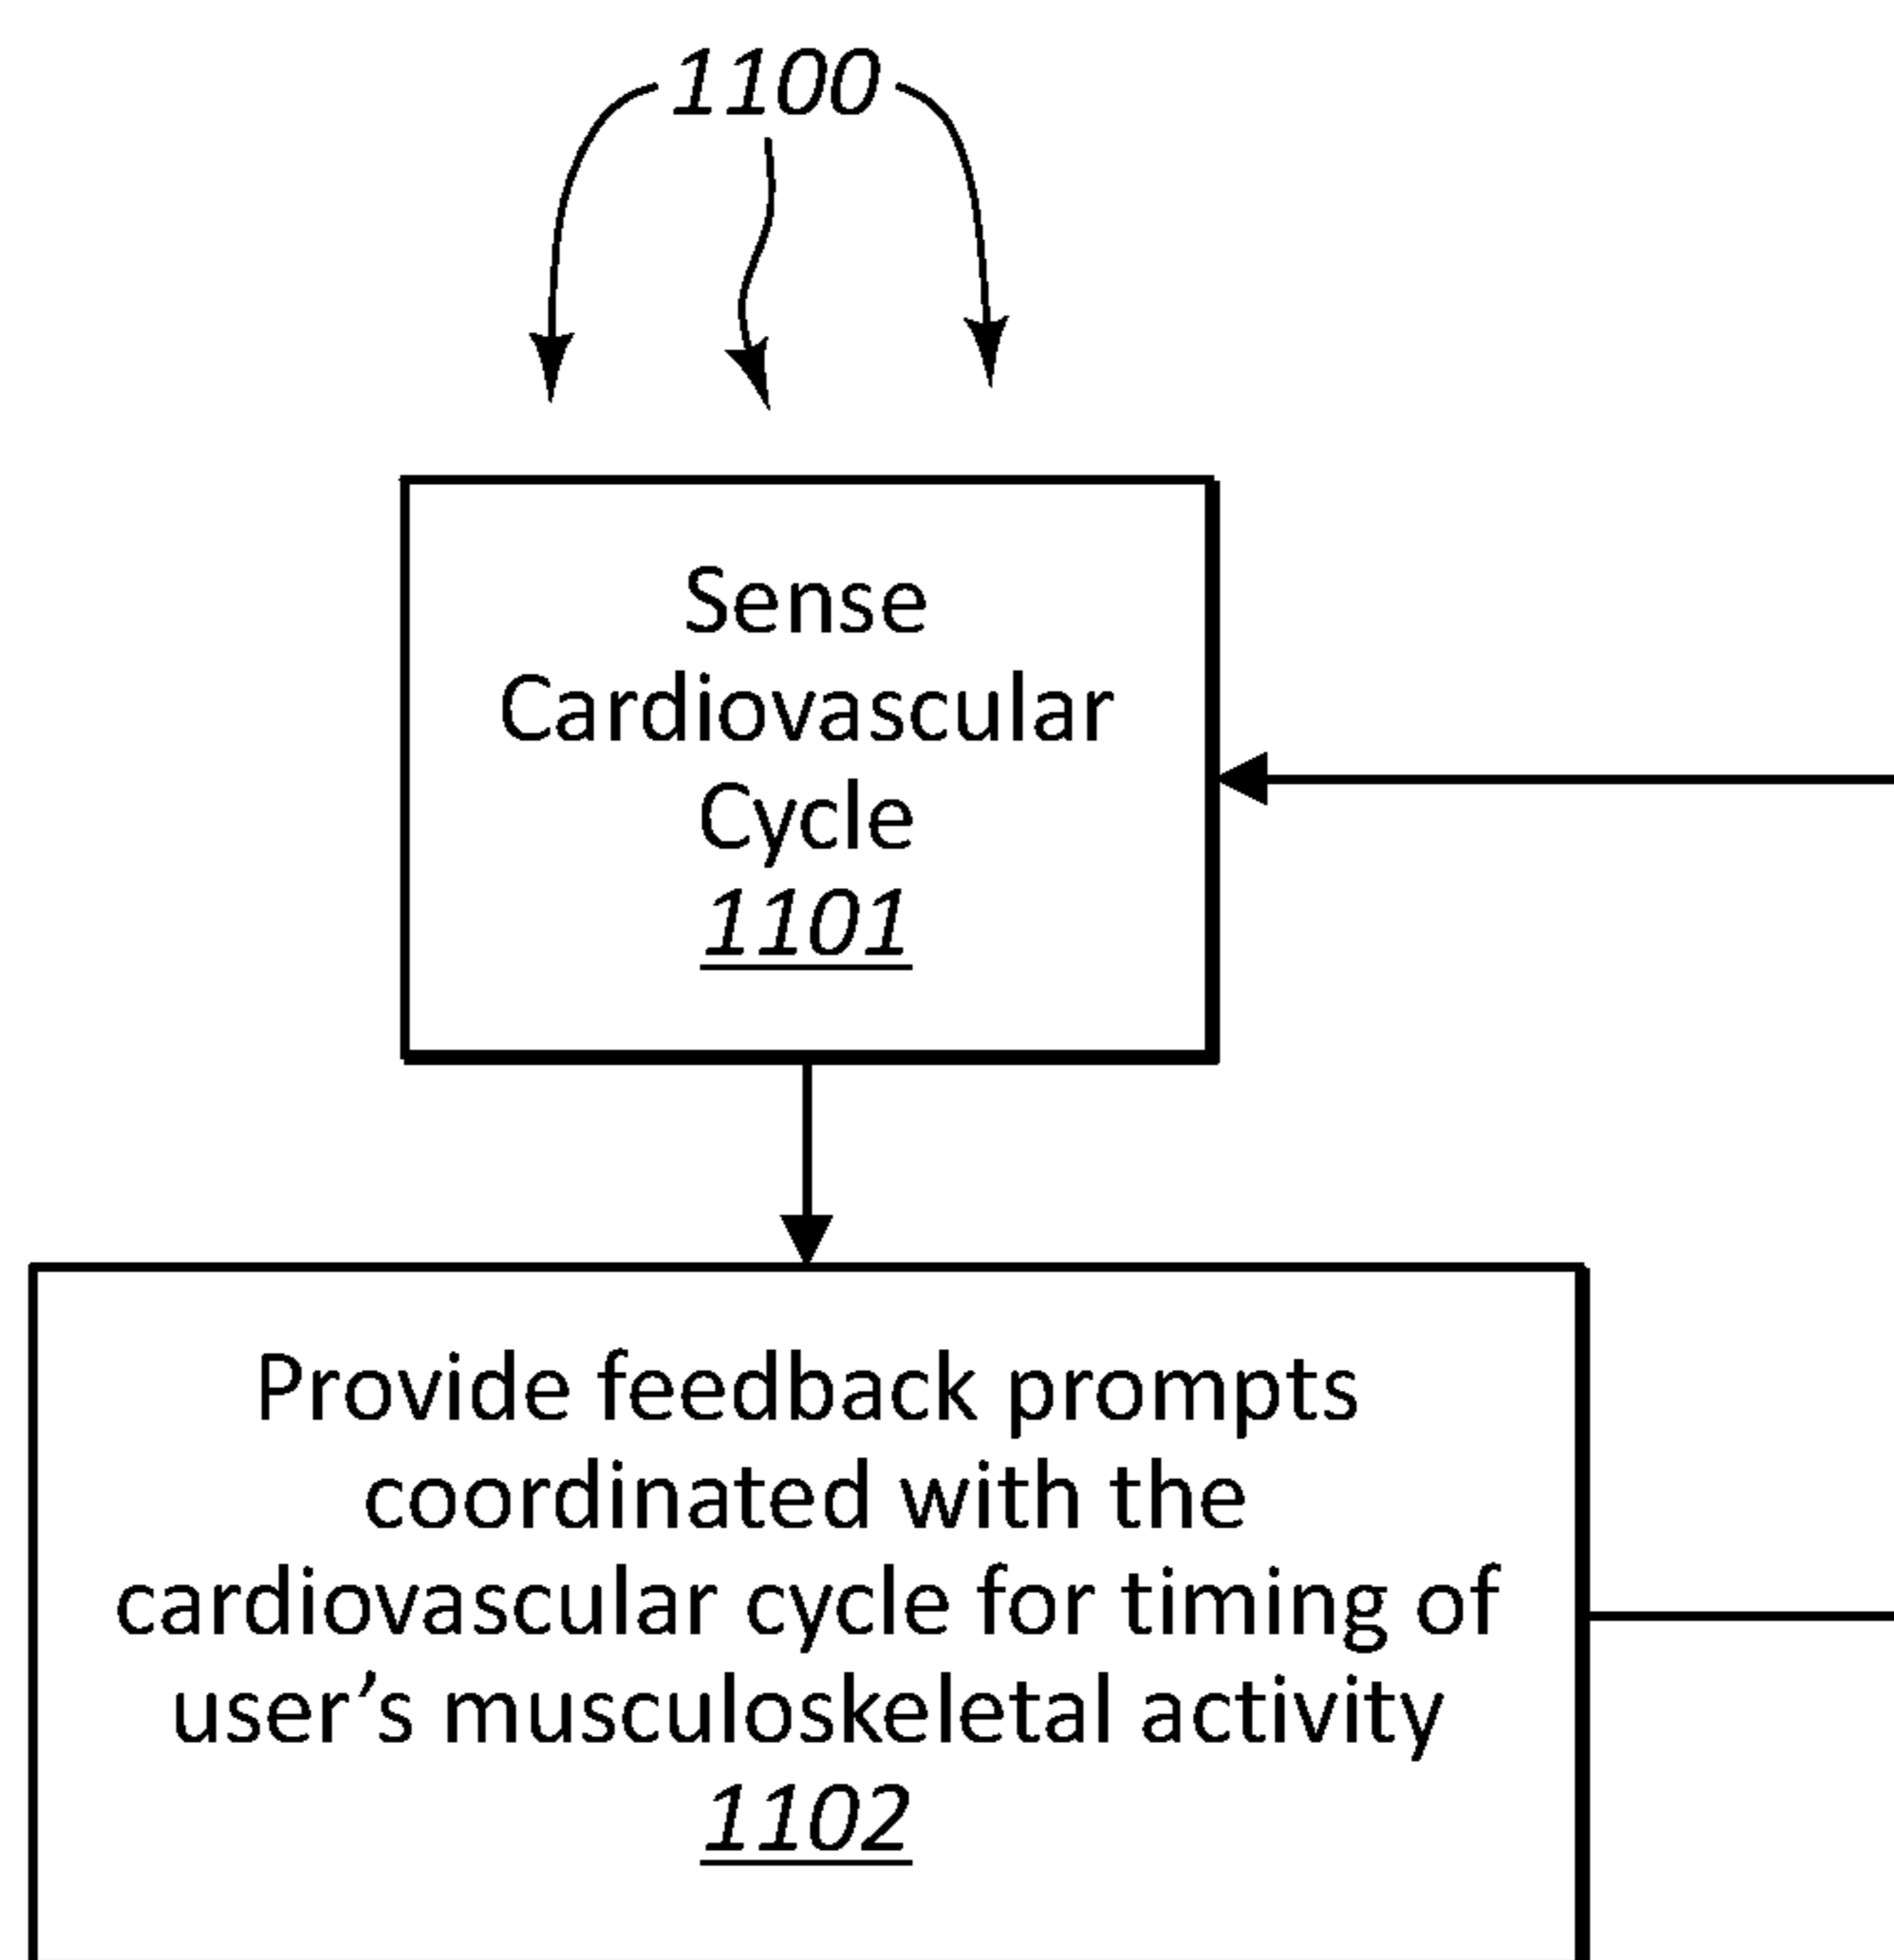 1100
Sense
Cardiovascular
Cycle
1101
Provide feedback prompts
coordinated with the
cardiovascular cycle for timing of
user’s musculoskeletal activity
1102